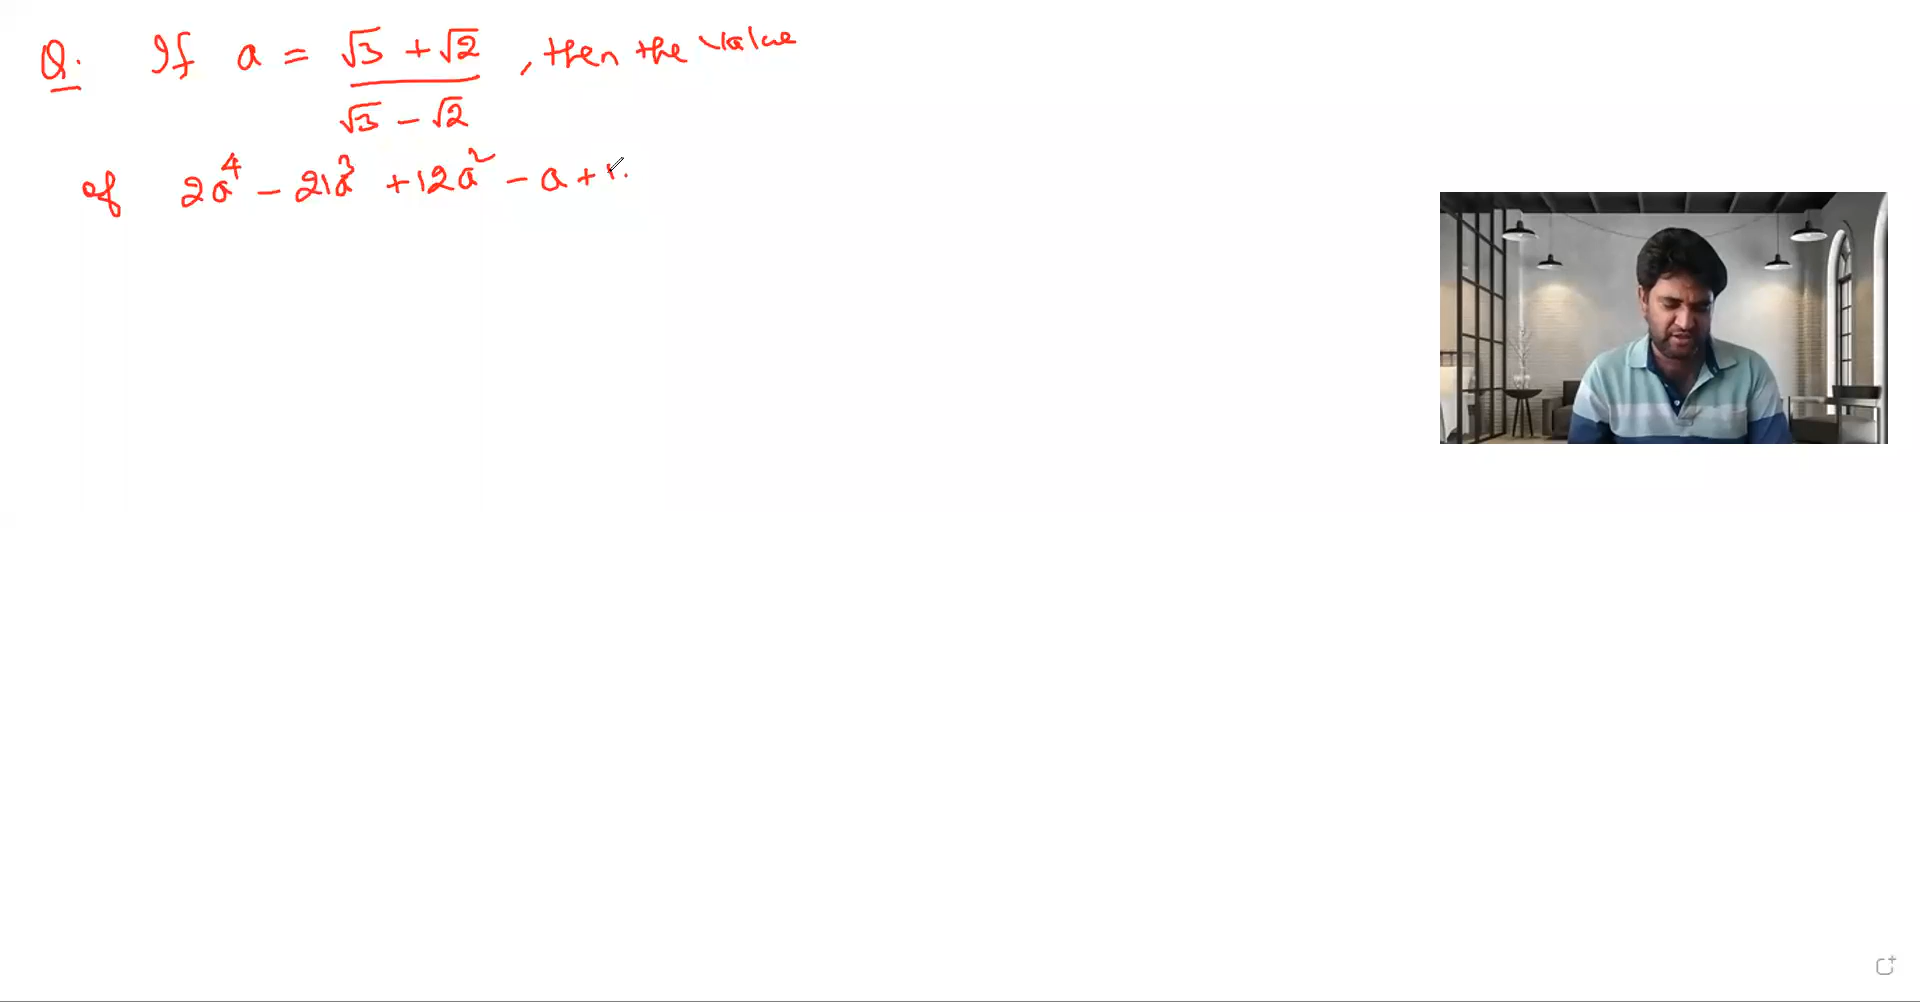 Q. If a = √3 + √2 / √3 - √2 , then the value
of 2a⁴ - 21a³ + 12a² - a + 1.